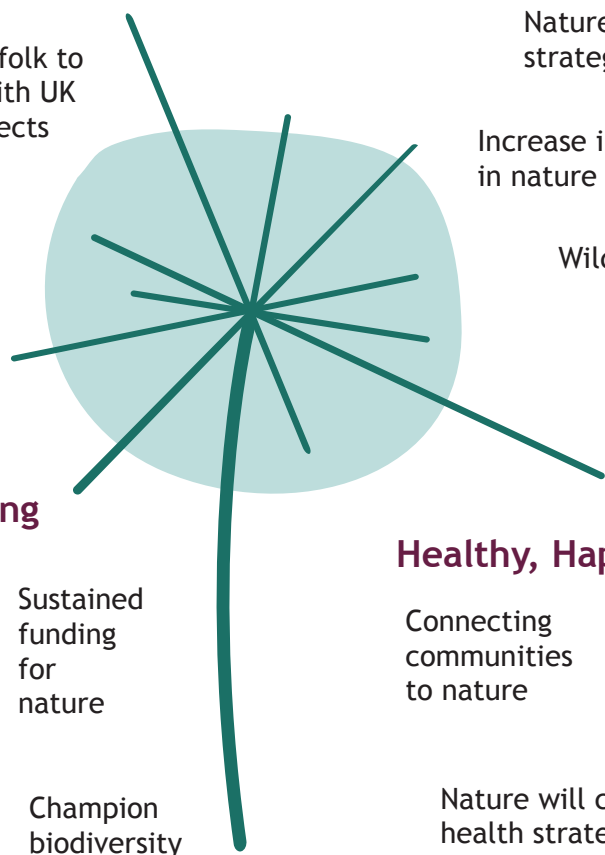 folk to
ith UK
ects
Nature
strateg
Increase i
in nature
Wild
ng
Sustained
funding
for
nature
Champion
biodiversity
Healthy, Hap
Connecting
communities
to nature
Nature will c
health strate